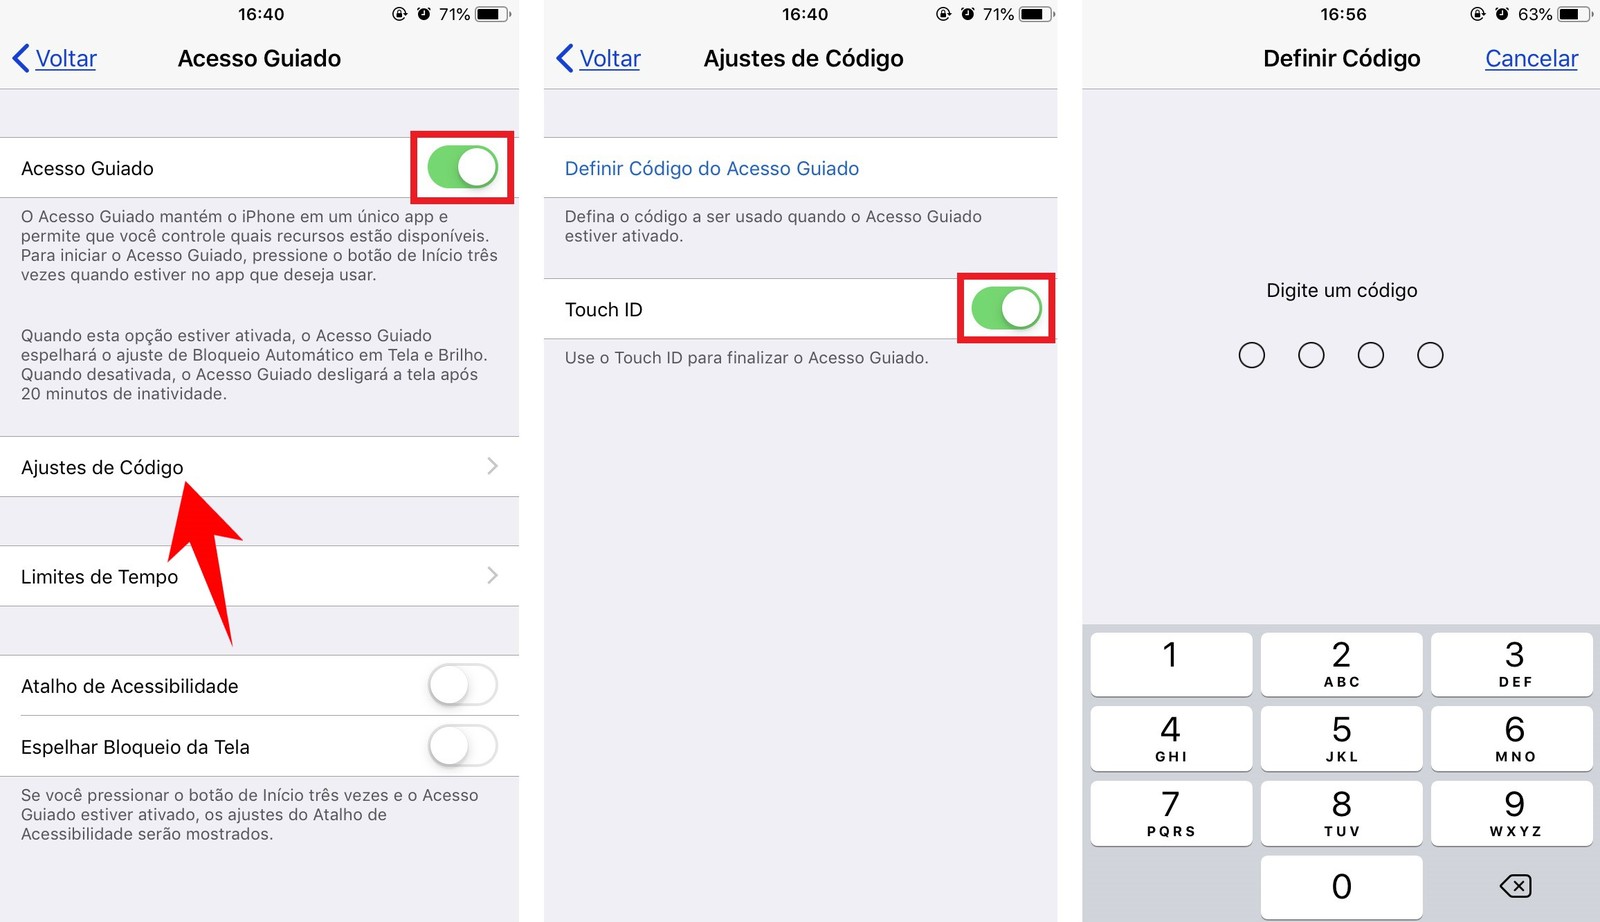 16:40
71%
Voltar
Acesso Guiado
Acesso Guiado
O Acesso Guiado mantém o iPhone em um único app e
permite que você controle quais recursos estão disponíveis.
Para iniciar o Acesso Guiado, pressione o botão de Início três
vezes quando estiver no app que deseja usar.
Quando esta opção estiver ativada, o Acesso Guiado
espelhará o ajuste de Bloqueio Automático em Tela e Brilho.
Quando desativada, o Acesso Guiado desligará a tela após
20 minutos de inatividade.
Ajustes de Código
Limites de Tempo
Atalho de Acessibilidade
Espelhar Bloqueio da Tela
Se você pressionar o botão de Início três vezes e o Acesso
Guiado estiver ativado, os ajustes do Atalho de
Acessibilidade serão mostrados.
16:40
71%
Voltar
Ajustes de Código
Definir Código do Acesso Guiado
Defina o código a ser usado quando o Acesso Guiado
estiver ativado.
Touch ID
Use o Touch ID para finalizar o Acesso Guiado.
16:56
63%
Definir Código
Cancelar
Digite um código
1
2
ABC
3
DEF
4
GHI
5
JKL
6
MNO
7
PQRS
8
TUV
9
WXYZ
0